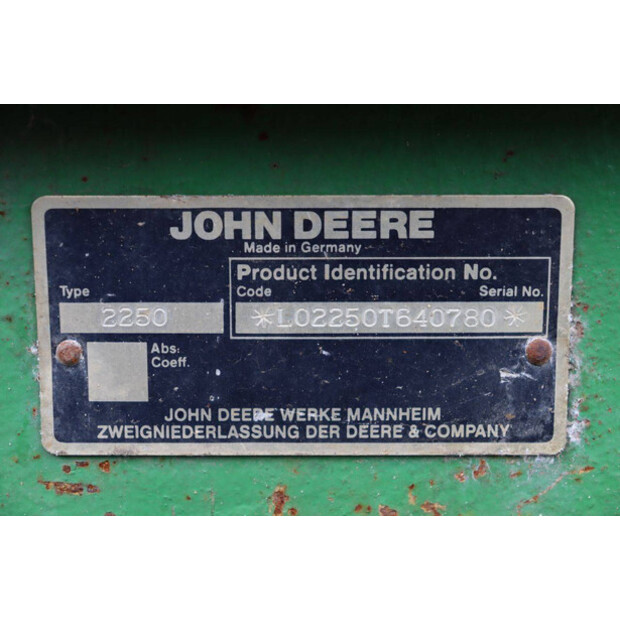 JOHN DEERE
Made in Germany
Product Identification No.
Type
Code Serial No.
2250
*L02250T640780*
Abs:
Coeff.
JOHN DEERE WERKE MANNHEIM
ZWEIGNIEDERLASSUNG DER DEERE & COMPANY